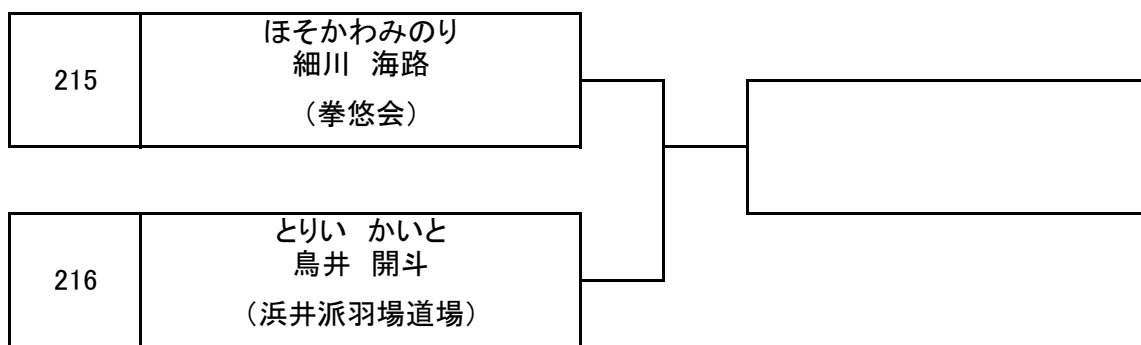 215
ほそかわみのり
細川　海路
（拳悠会）
216
とりい　かいと
鳥井　開斗
（浜井派羽場道場）